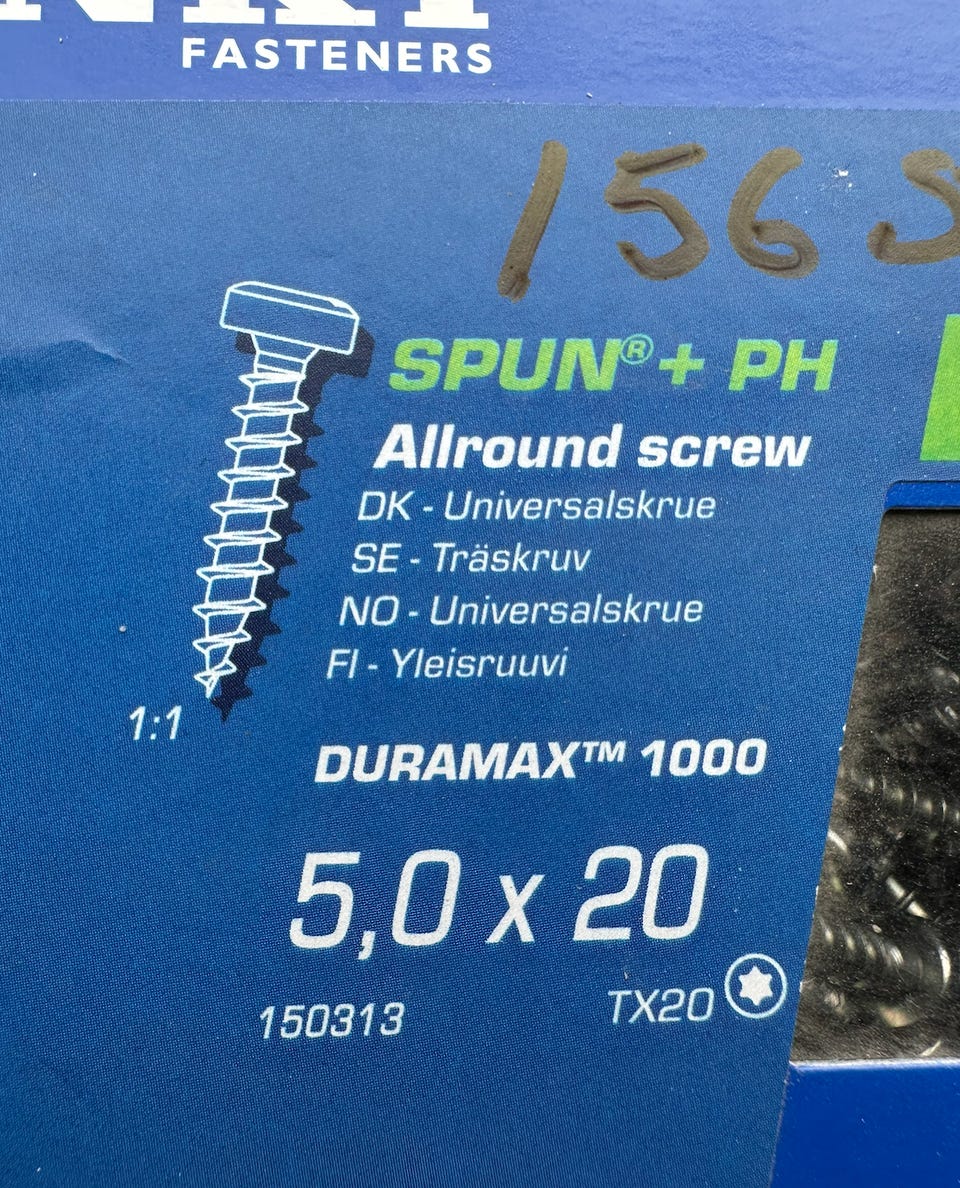 FASTENERS
156
SPUN® + PH
Allround screw
DK - Universalskrue
SE - Träskruv
NO - Universalskrue
FI - Yleisruuvi
1:1
DURAMAX™ 1000
5,0 x 20
150313
TX20